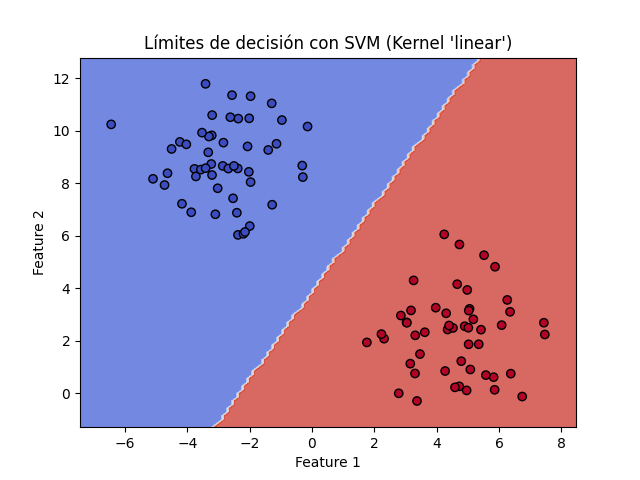 Límites de decisión con SVM (Kernel 'linear')
12
10
8
6
4
2
0
Feature 2
−6 −4 −2 0 2 4 6 8
Feature 1